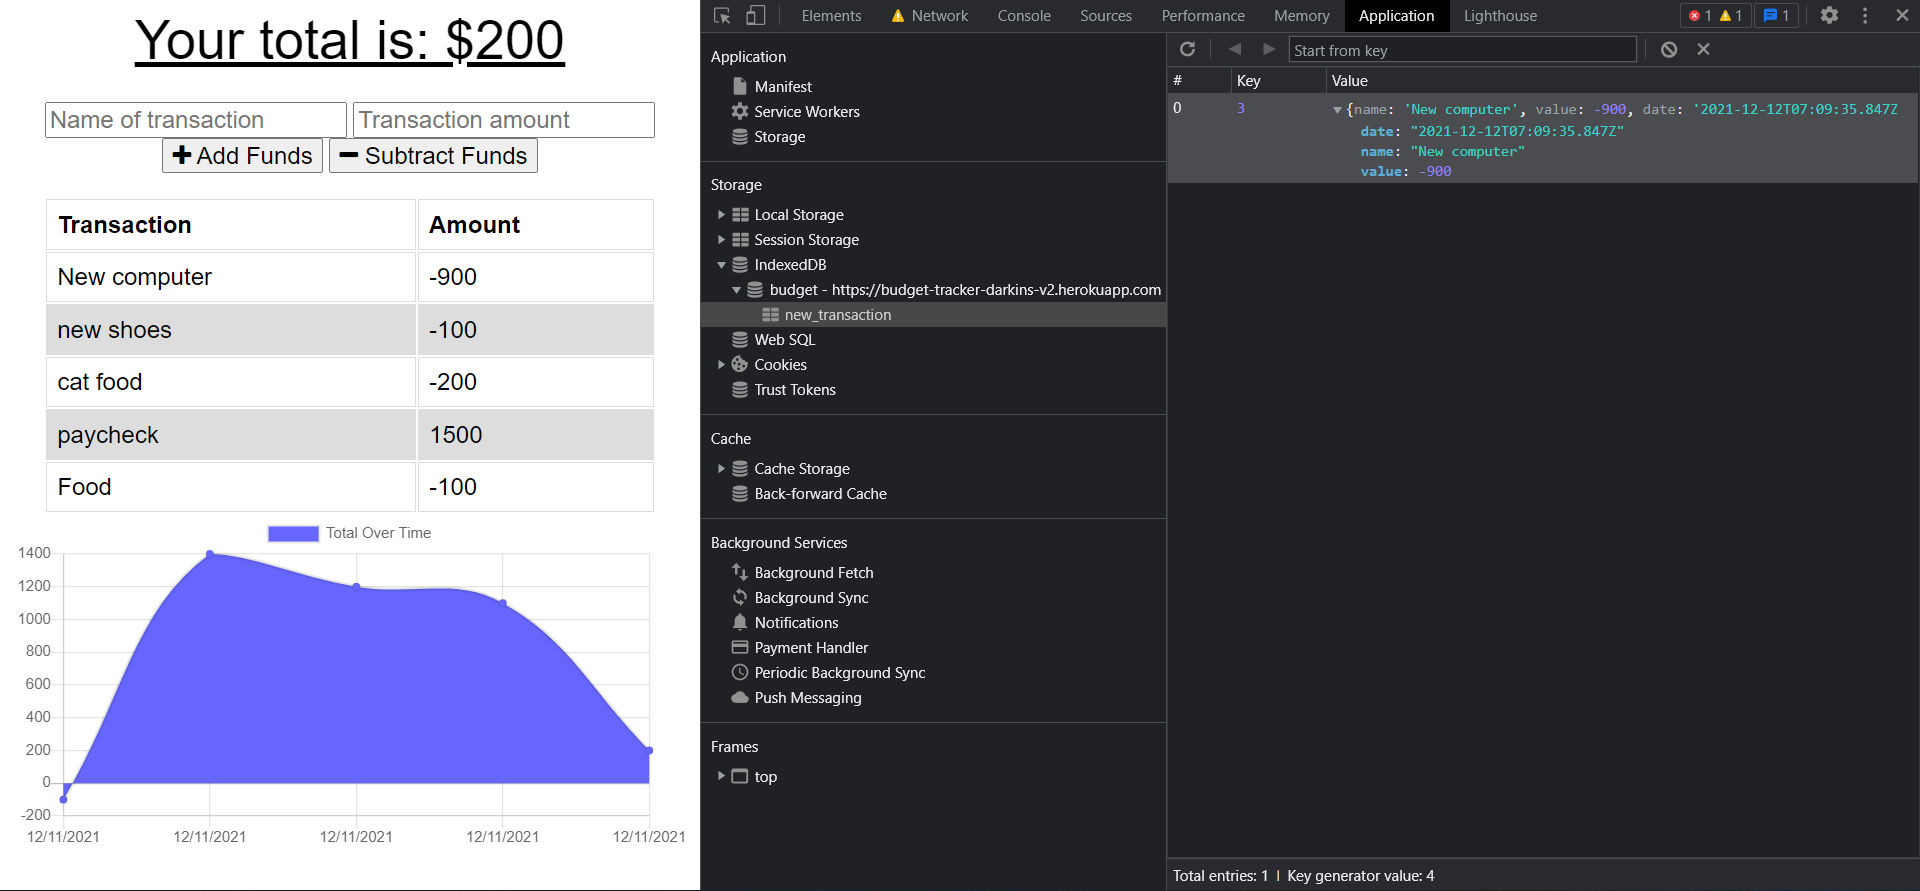 Your total is: $200
Name of transaction Transaction amount
Add Funds Subtract Funds
Transaction Amount
New computer -900
new shoes -100
cat food -200
paycheck 1500
Food -100
Total Over Time
1400
1200
1000
800
600
400
200
0
-200
12/11/2021 12/11/2021 12/11/2021 12/11/2021 12/11/2021
Elements Network Console Sources Performance Memory Application Lighthouse 1 1 1
Application
Manifest
Service Workers
Storage
Storage
Local Storage
Session Storage
IndexedDB
budget - https://budget-tracker-darkins-v2.herokuapp.com
new_transaction
Web SQL
Cookies
Trust Tokens
Cache
Cache Storage
Back-forward Cache
Background Services
Background Fetch
Background Sync
Notifications
Payment Handler
Periodic Background Sync
Push Messaging
Frames
top
Start from key
# Key Value
0 3 {name: 'New computer', value: -900, date: '2021-12-12T07:09:35.847Z
date: "2021-12-12T07:09:35.847Z"
name: "New computer"
value: -900
Total entries: 1 | Key generator value: 4